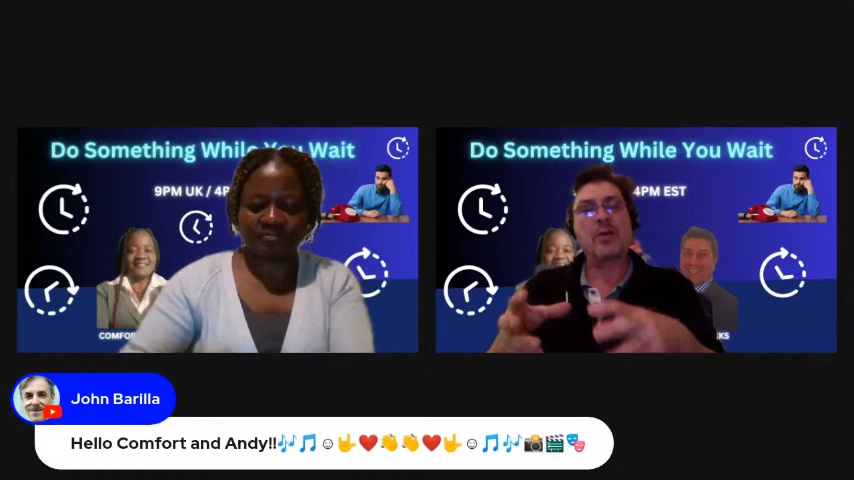 Do Something While You Wait
9PM UK / 4P
COMFOR
Do Something While You Wait
4PM EST
KS
John Barilla
Hello Comfort and Andy!!🎶🎵☺️🤟❤️👏👏❤️🤟☺️🎵🎶📸🎬🎭